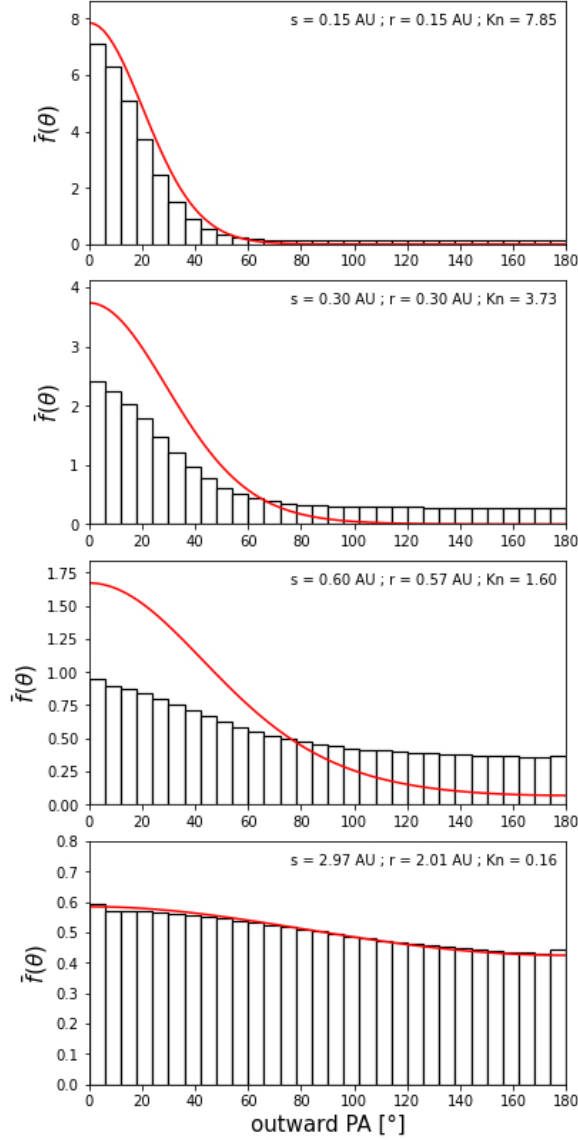 s = 0.15 AU ; r = 0.15 AU ; Kn = 7.85
8
6
4
2
0
f̄(θ)
0 20 40 60 80 100 120 140 160 180
s = 0.30 AU ; r = 0.30 AU ; Kn = 3.73
4
3
2
1
0
f̄(θ)
0 20 40 60 80 100 120 140 160 180
s = 0.60 AU ; r = 0.57 AU ; Kn = 1.60
1.75
1.50
1.25
1.00
0.75
0.50
0.25
0.00
f̄(θ)
0 20 40 60 80 100 120 140 160 180
s = 2.97 AU ; r = 2.01 AU ; Kn = 0.16
0.8
0.7
0.6
0.5
0.4
0.3
0.2
0.1
0.0
f̄(θ)
0 20 40 60 80 100 120 140 160 180
outward PA [°]